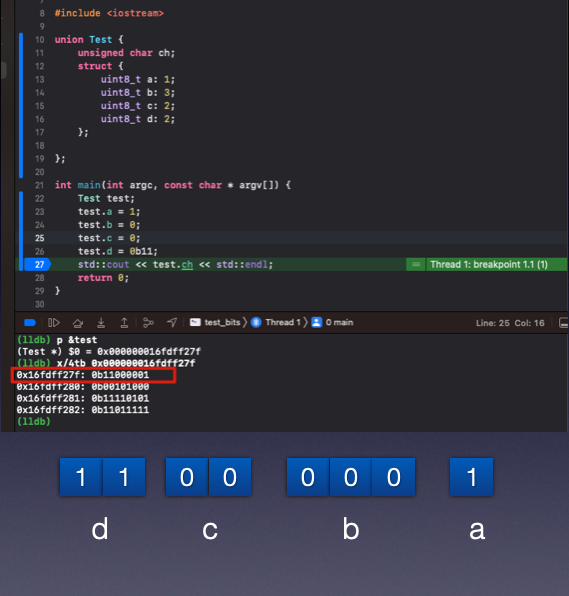 8 #include <iostream>
9
10 union Test {
11 unsigned char ch;
12 struct {
13 uint8_t a: 1;
14 uint8_t b: 3;
15 uint8_t c: 2;
16 uint8_t d: 2;
17 };
18
19 };
20
21 int main(int argc, const char * argv[]) {
22 Test test;
23 test.a = 1;
24 test.b = 0;
25 test.c = 0;
26 test.d = 0b11;
27 std::cout << test.ch << std::endl; = Thread 1: breakpoint 1.1 (1)
28 return 0;
29 }
30
test_bits Thread 1 0 main Line: 25 Col: 16
(lldb) p &test
(Test *) $0 = 0x000000016fdff27f
(lldb) x/4tb 0x000000016fdff27f
0x16fdff27f: 0b11000001
0x16fdff280: 0b00101000
0x16fdff281: 0b11110101
0x16fdff282: 0b11011111
(lldb)
1 1 0 0 0 0 0 1
d c b a